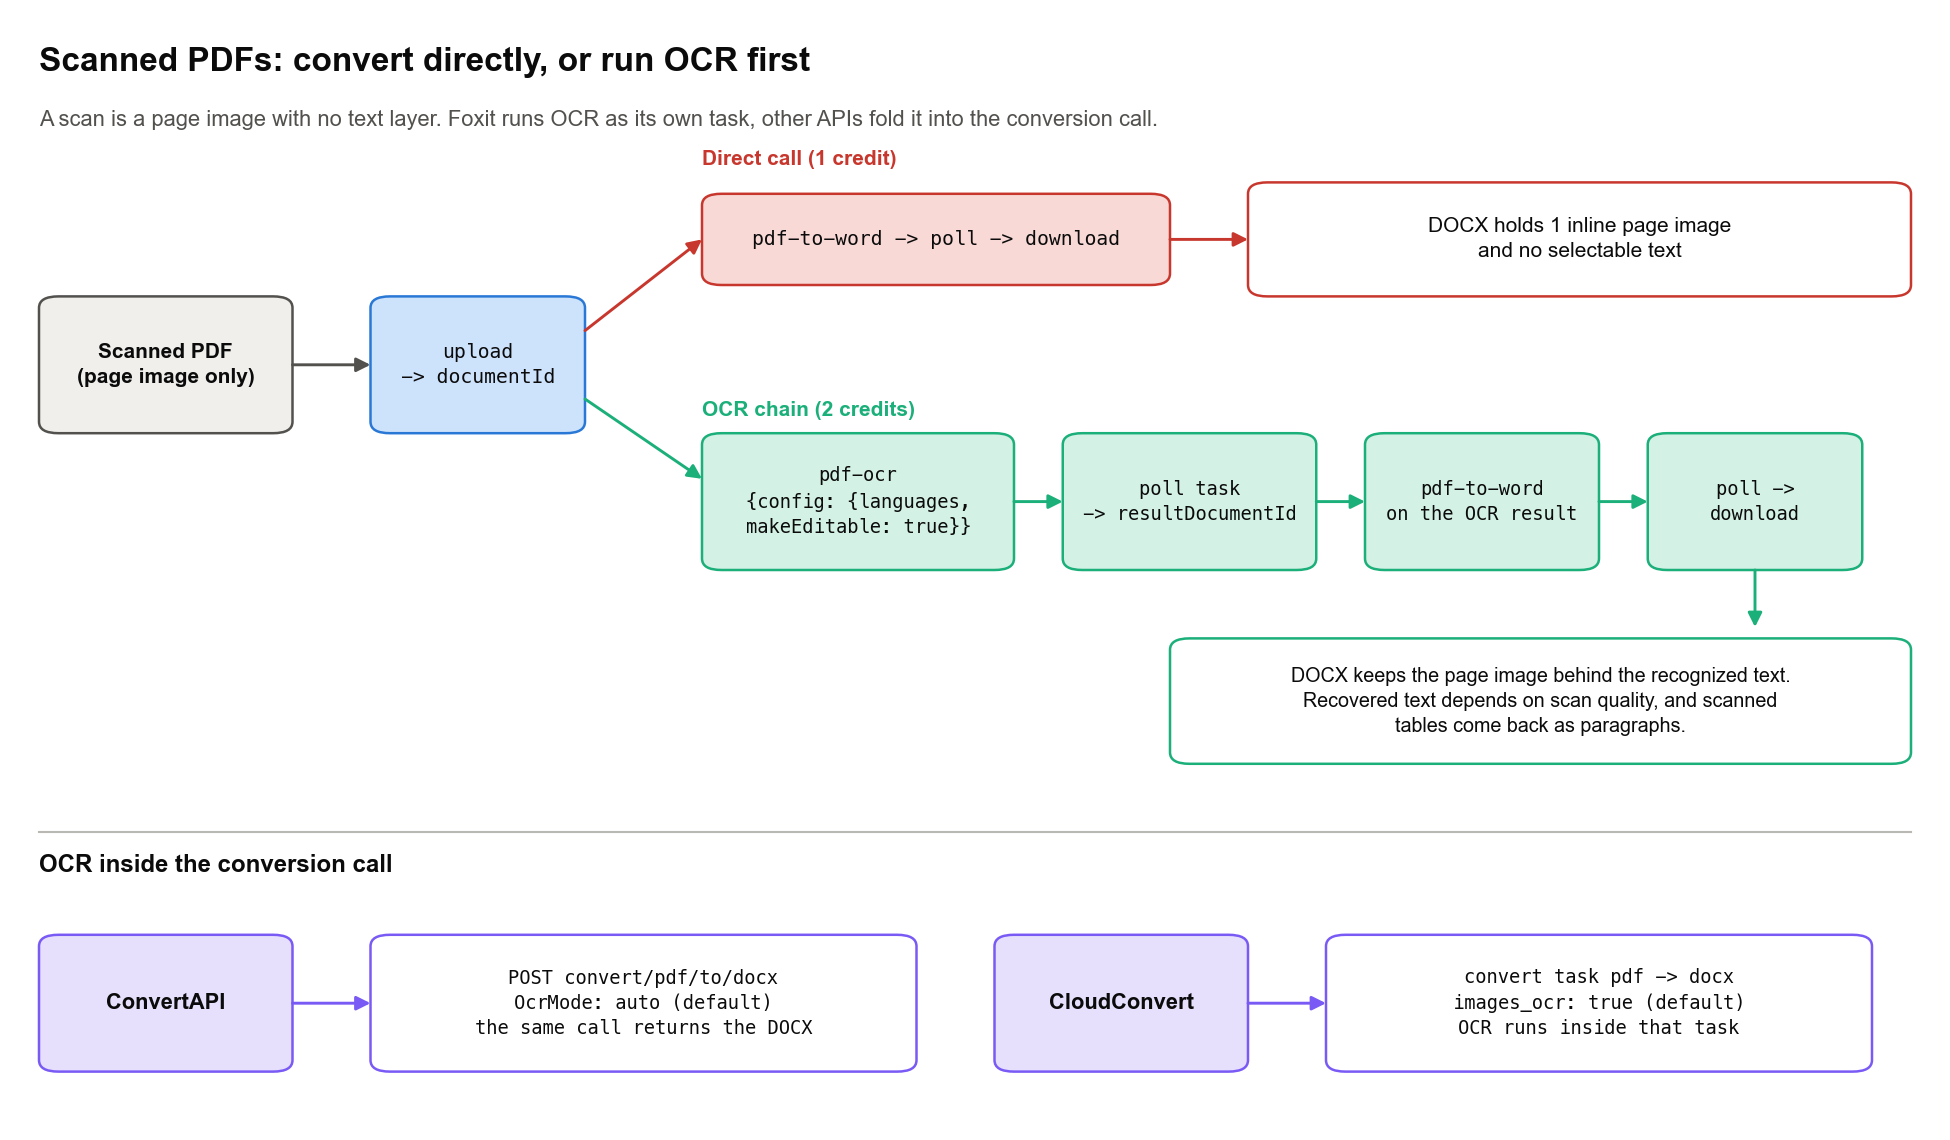 Scanned PDFs: convert directly, or run OCR first
A scan is a page image with no text layer. Foxit runs OCR as its own task, other APIs fold it into the conversion call.
Direct call (1 credit)
pdf-to-word -> poll -> download
DOCX holds 1 inline page image
and no selectable text
Scanned PDF
(page image only)
upload
-> documentId
OCR chain (2 credits)
pdf-ocr
{config: {languages,
makeEditable: true}}
poll task
-> resultDocumentId
pdf-to-word
on the OCR result
poll ->
download
DOCX keeps the page image behind the recognized text.
Recovered text depends on scan quality, and scanned
tables come back as paragraphs.
OCR inside the conversion call
ConvertAPI
POST convert/pdf/to/docx
OcrMode: auto (default)
the same call returns the DOCX
CloudConvert
convert task pdf -> docx
images_ocr: true (default)
OCR runs inside that task